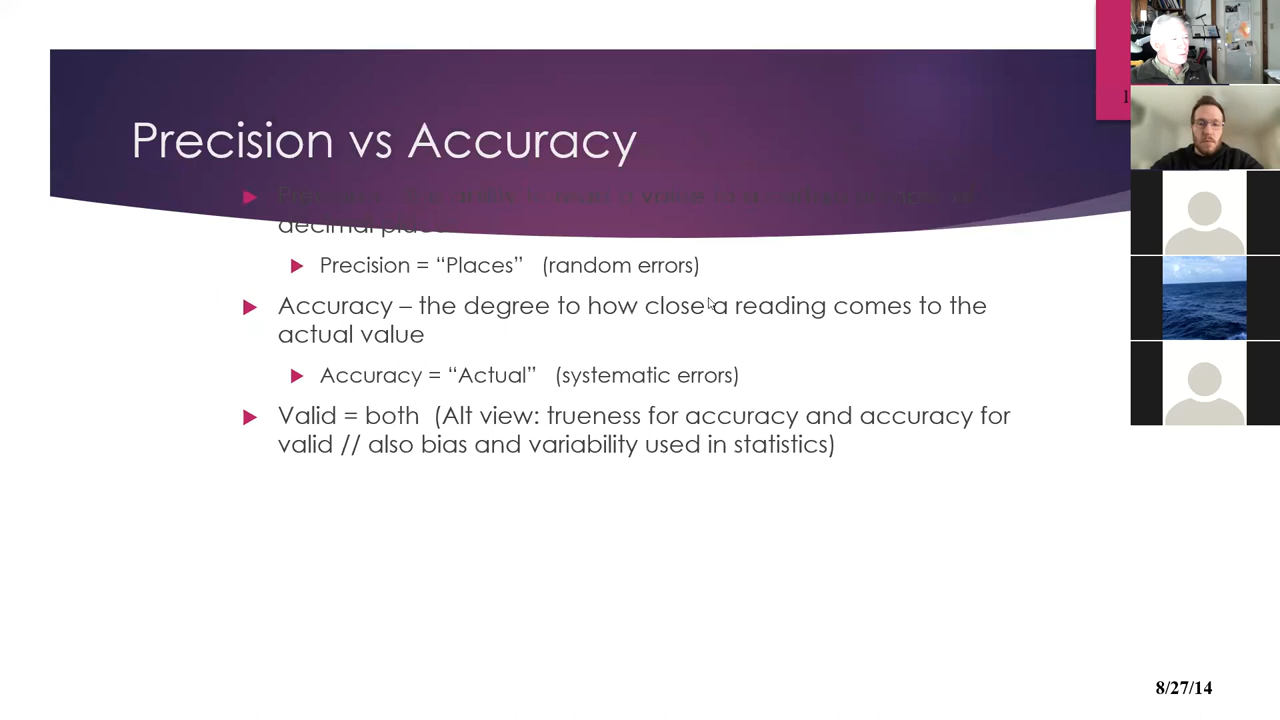 Precision vs Accuracy
Precision – the ability to read a value to a certain number of
decimal places
Precision = “Places” (random errors)
Accuracy – the degree to how close a reading comes to the
actual value
Accuracy = “Actual” (systematic errors)
Valid = both (Alt view: trueness for accuracy and accuracy for
valid // also bias and variability used in statistics)
8/27/14